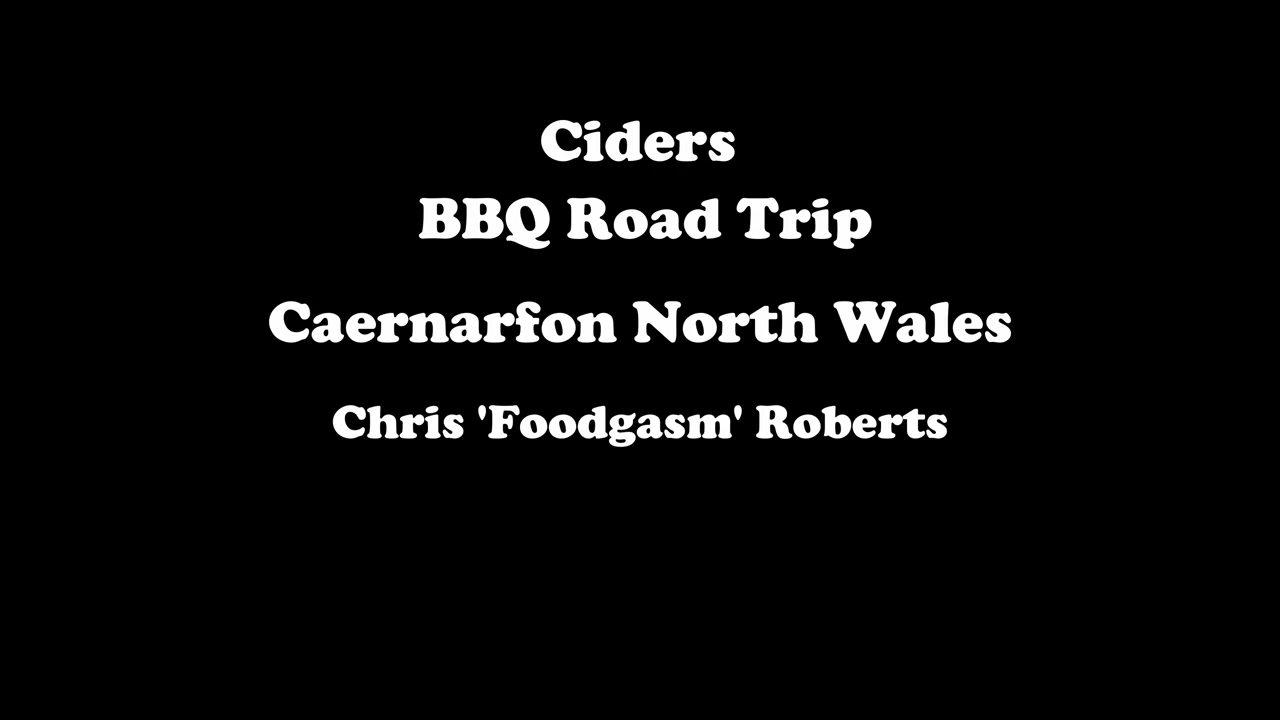 Ciders
BBQ Road Trip
Caernarfon North Wales
Chris 'Foodgasm' Roberts